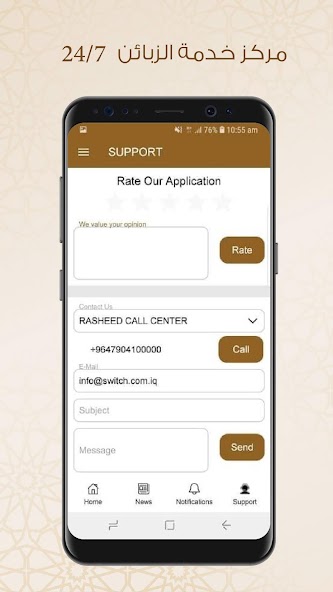 مركز خدمة الزبائن 24/7
76% 10:55 am
SUPPORT
Rate Our Application
We value your opinion
Rate
Contact Us
RASHEED CALL CENTER
+9647904100000
Call
E-Mail
info@switch.com.iq
Subject
Message
Send
Home News Notifications Support